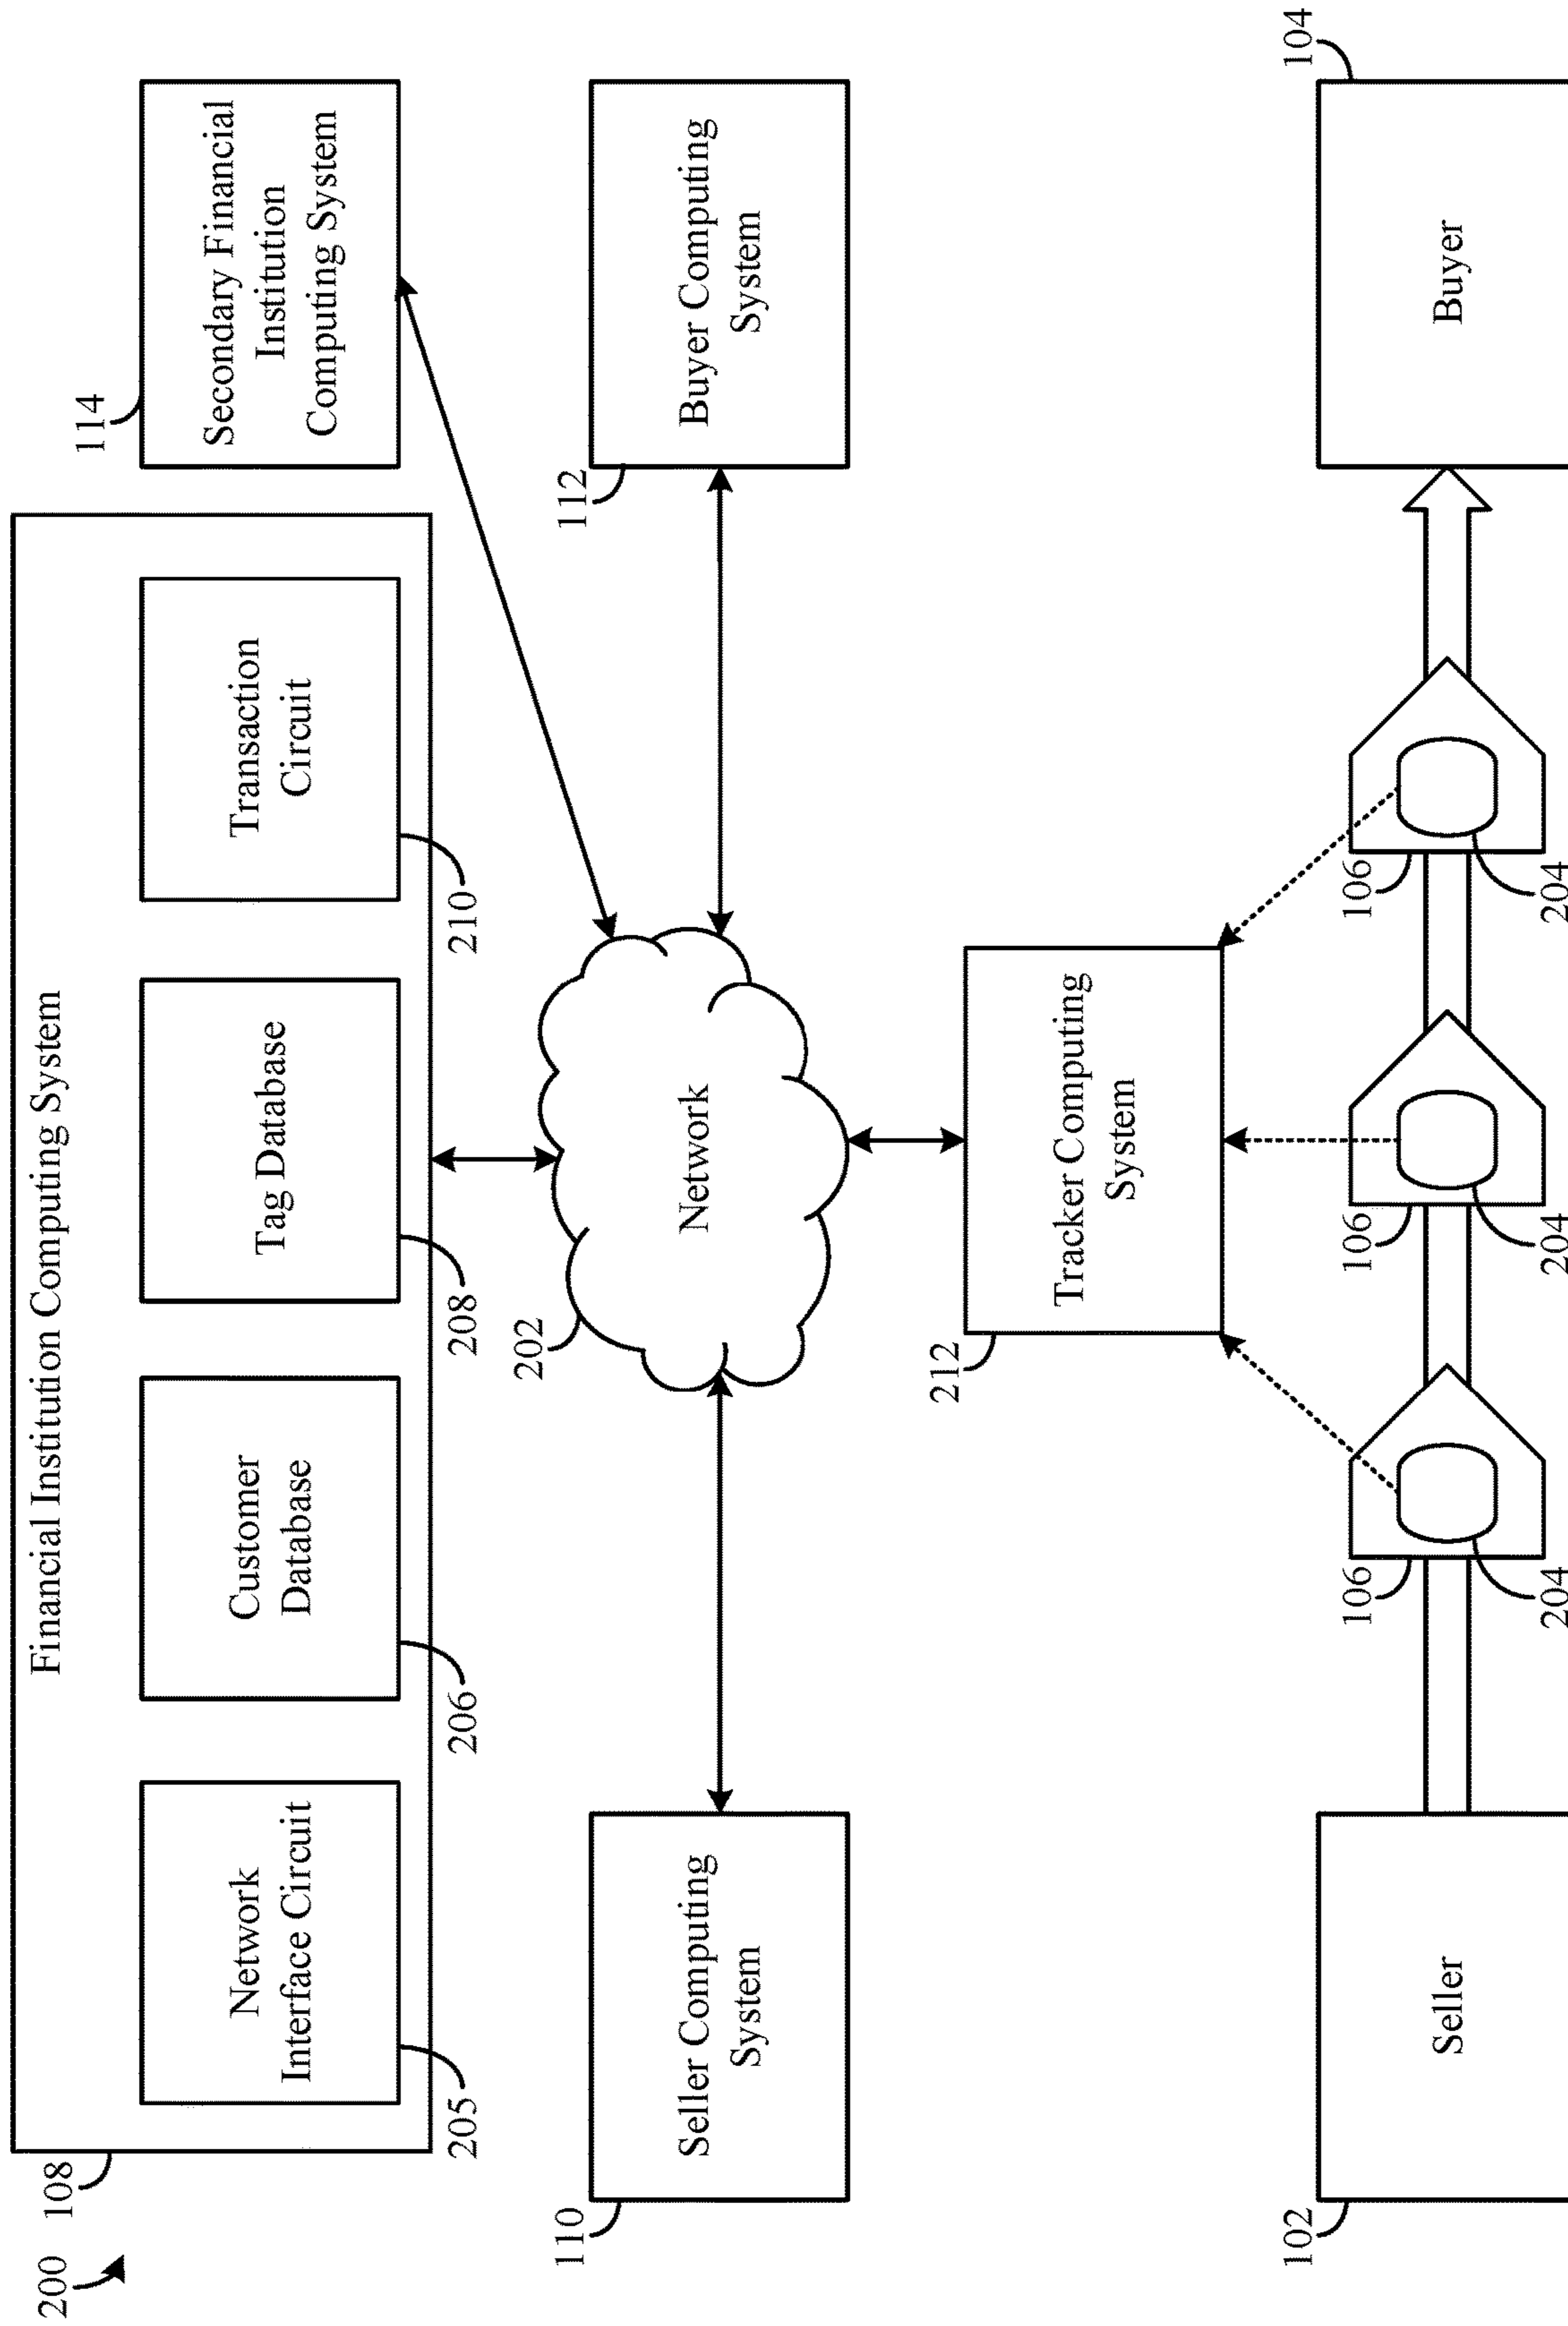 200
108
Financial Institution Computing System
Network
Interface Circuit
205
Customer
Database
206
Tag Database
208
Transaction
Circuit
210
114
Secondary Financial
Institution
Computing System
110
Seller Computing
System
202
Network
112
Buyer Computing
System
212
Tracker Computing
System
102
Seller
106
204
106
204
106
204
104
Buyer